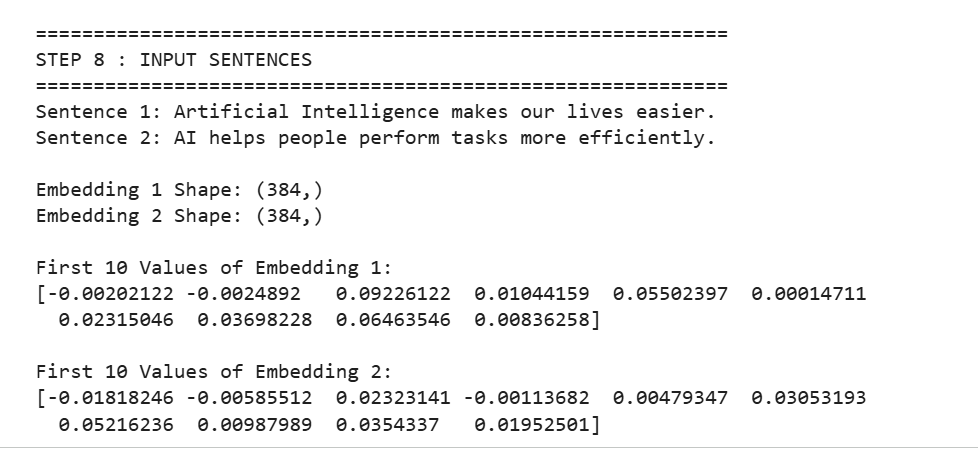 ============================================================
STEP 8 : INPUT SENTENCES
============================================================
Sentence 1: Artificial Intelligence makes our lives easier.
Sentence 2: AI helps people perform tasks more efficiently.

Embedding 1 Shape: (384,)
Embedding 2 Shape: (384,)

First 10 Values of Embedding 1:
[-0.00202122 -0.0024892   0.09226122  0.01044159  0.05502397  0.00014711
  0.02315046  0.03698228  0.06463546  0.00836258]

First 10 Values of Embedding 2:
[-0.01818246 -0.00585512  0.02323141 -0.00113682  0.00479347  0.03053193
  0.05216236  0.00987989  0.0354337   0.01952501]